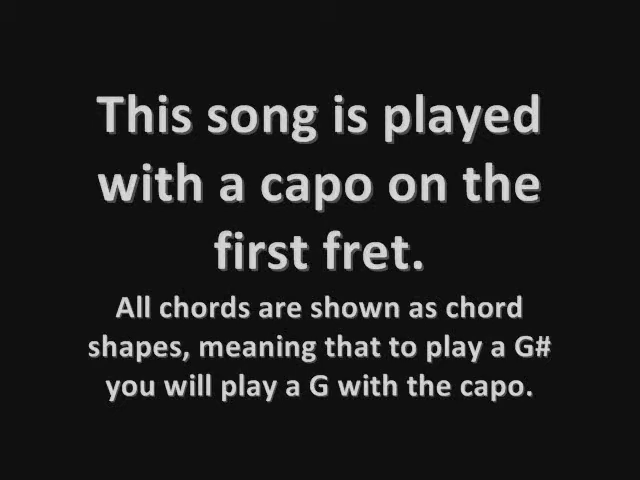 This song is played
with a capo on the
first fret.
All chords are shown as chord
shapes, meaning that to play a G#
you will play a G with the capo.